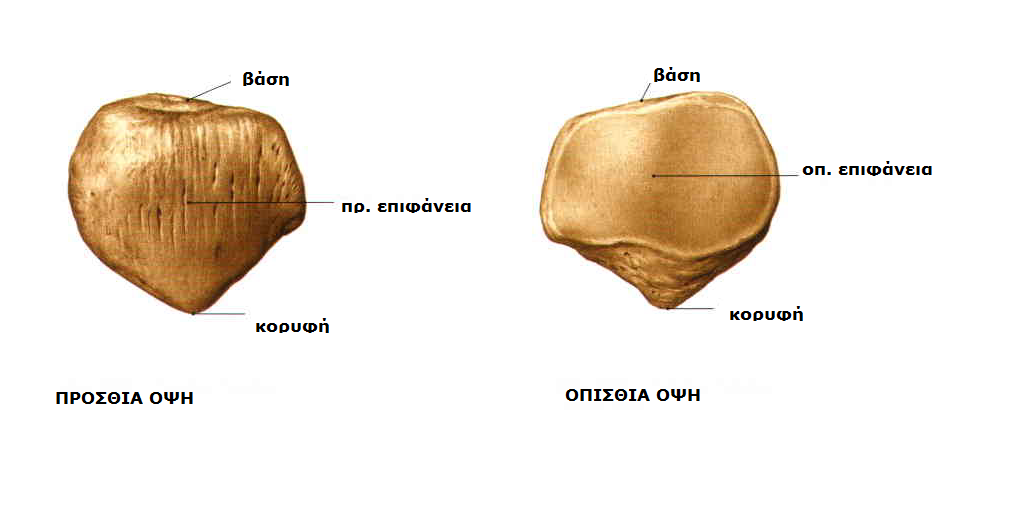 βάση
πρ. επιφάνεια
κορυφή
ΠΡΟΣΘΙΑ ΟΨΗ
βάση
οπ. επιφάνεια
κορυφή
ΟΠΙΣΘΙΑ ΟΨΗ